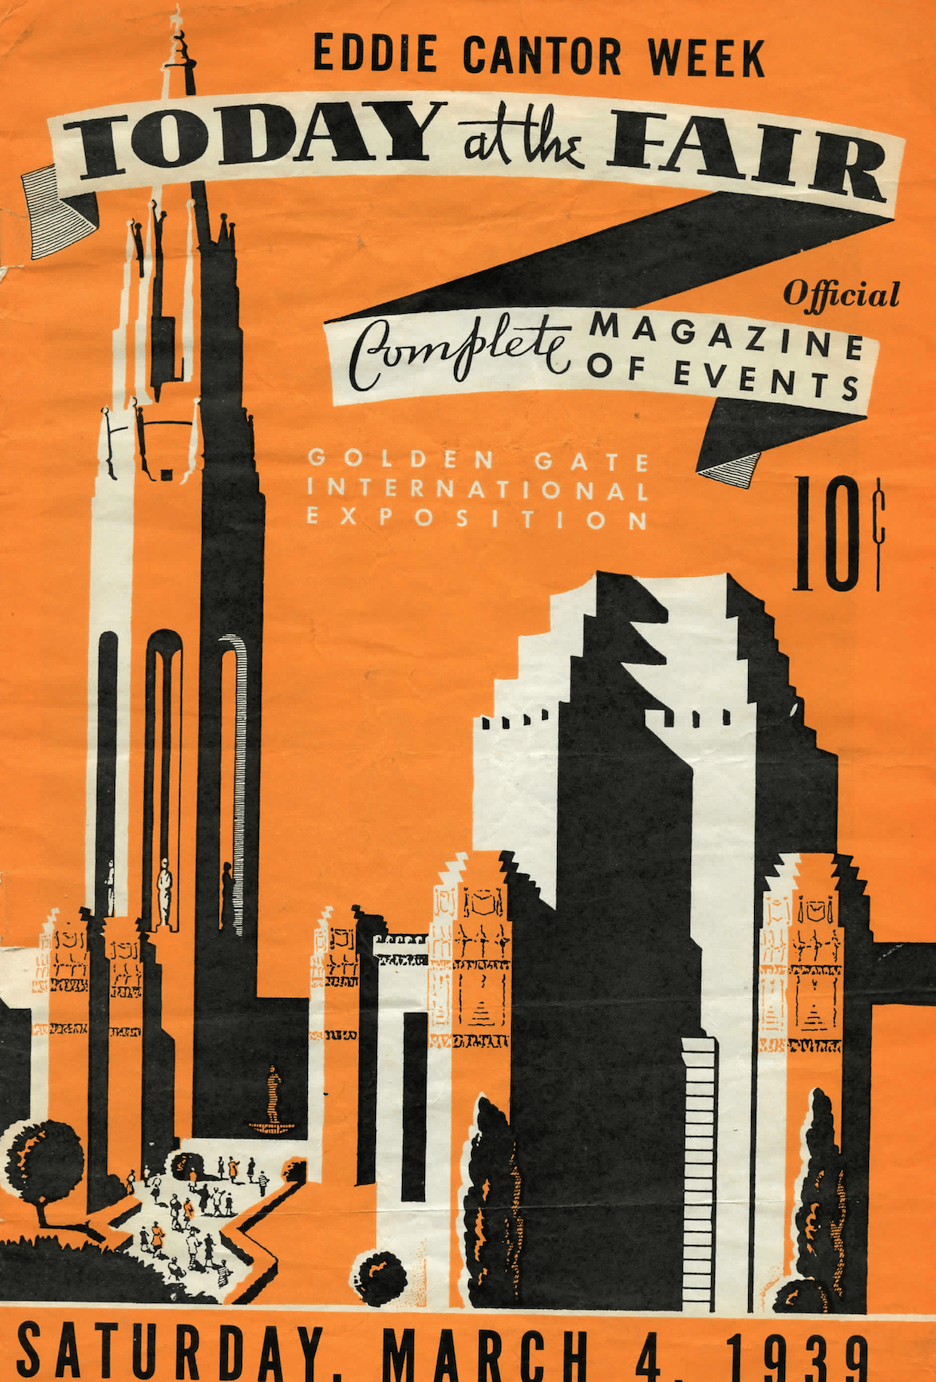 EDDIE CANTOR WEEK
TODAY at the FAIR
Official
Complete MAGAZINE
OF EVENTS
GOLDEN GATE
INTERNATIONAL
EXPOSITION
10¢
SATURDAY, MARCH 4, 1939